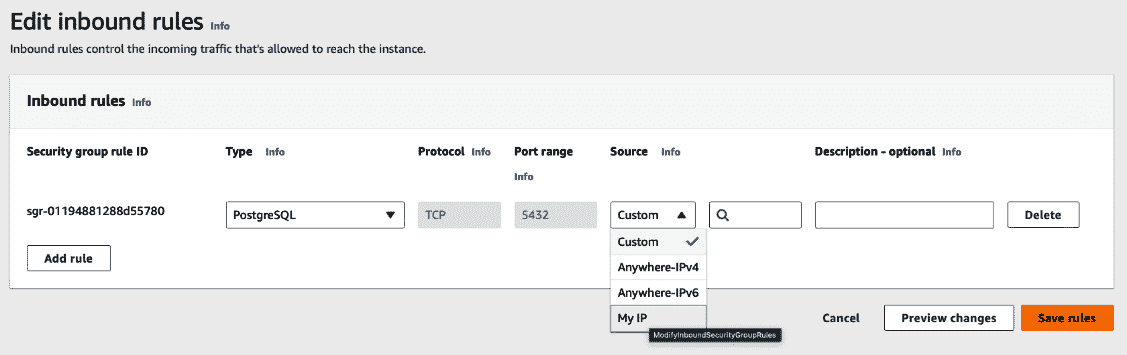 Edit inbound rules Info
Inbound rules control the incoming traffic that's allowed to reach the instance.
Inbound rules Info
Security group rule ID Type Info Protocol Info Port range Source Info Description - optional Info
Info
sgr-01194881288d55780 PostgreSQL TCP 5432 Custom Delete
Custom
Add rule
Anywhere-IPv4
Anywhere-IPv6
My IP
Cancel Preview changes Save rules
ModifyInboundSecurityGroupRules